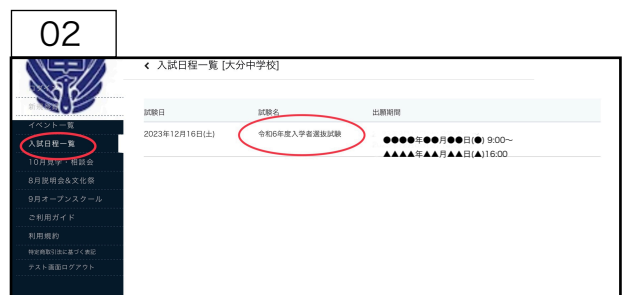 02
入試日程一覧 [大分中学校]
試験日 試験名 出願期間
2023年12月16日(土) 令和6年度入学者選抜試験 ●●●●年●●月●●日(●) 9:00〜
▲▲▲▲年▲▲月▲▲日(▲)16:00
イベント一覧
入試日程一覧
10月見学・相談会
8月説明会&文化祭
9月オープンスクール
ご利用ガイド
利用規約
特定商取引法に基づく表記
テスト画面ログアウト